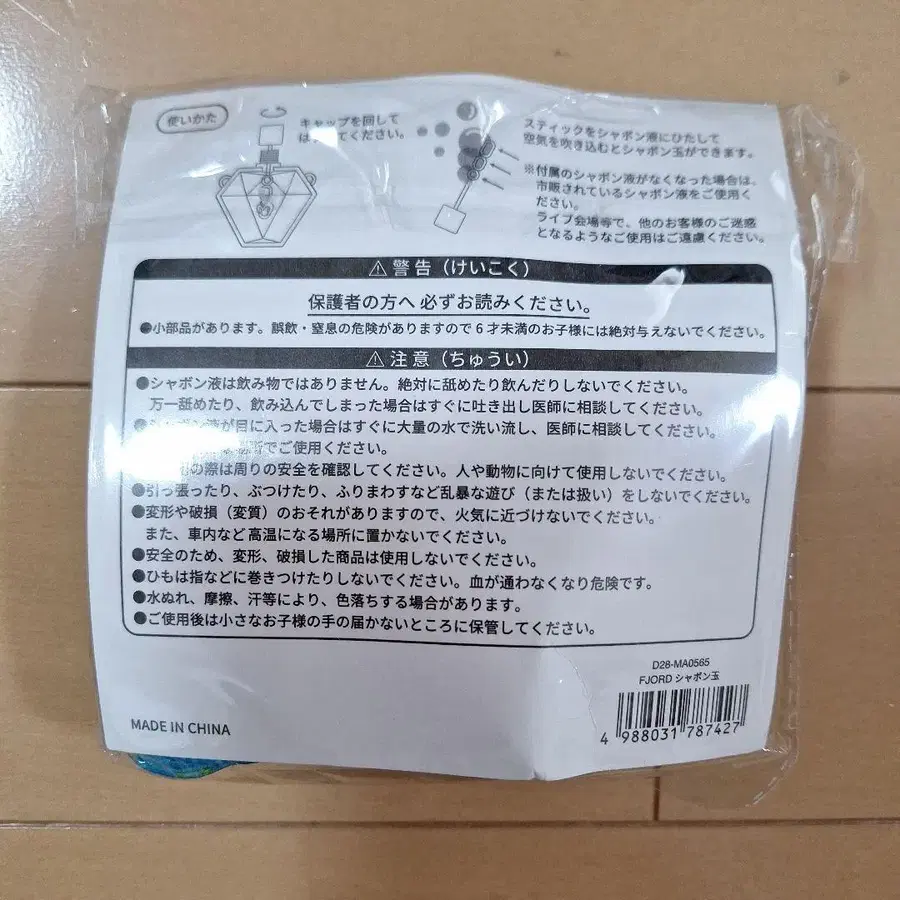 使いかた
キャップを回して
は ください。
スティックをシャボン液にひたして
空気を吹き込むとシャボン玉ができます。
※付属のシャボン液がなくなった場合は、
市販されているシャボン液をご使用く
ださい。
ライブ会場等で、他のお客様のご迷惑
となるようなご使用はご遠慮ください。
⚠警告（けいこく）
保護者の方へ 必ずお読みください。
●小部品があります。誤飲・窒息の危険がありますので6才未満のお子様には絶対与えないでください。
⚠注意（ちゅうい）
●シャボン液は飲み物ではありません。絶対に舐めたり飲んだりしないでください。
万一舐めたり、飲み込んでしまった場合はすぐに吐き出し医師に相談してください。
●シャボン液が目に入った場合はすぐに大量の水で洗い流し、医師に相談してください。
でご使用ください。
の際は周りの安全を確認してください。人や動物に向けて使用しないでください。
●引っ張ったり、ぶつけたり、ふりまわすなど乱暴な遊び（または扱い）をしないでください。
●変形や破損（変質）のおそれがありますので、火気に近づけないでください。
また、車内など高温になる場所に置かないでください。
●安全のため、変形、破損した商品は使用しないでください。
●ひもは指などに巻きつけたりしないでください。血が通わなくなり危険です。
●水ぬれ、摩擦、汗等により、色落ちする場合があります。
●ご使用後は小さなお子様の手の届かないところに保管してください。
D28-MA0565
FJORD シャボン玉
4 988031 787427
MADE IN CHINA